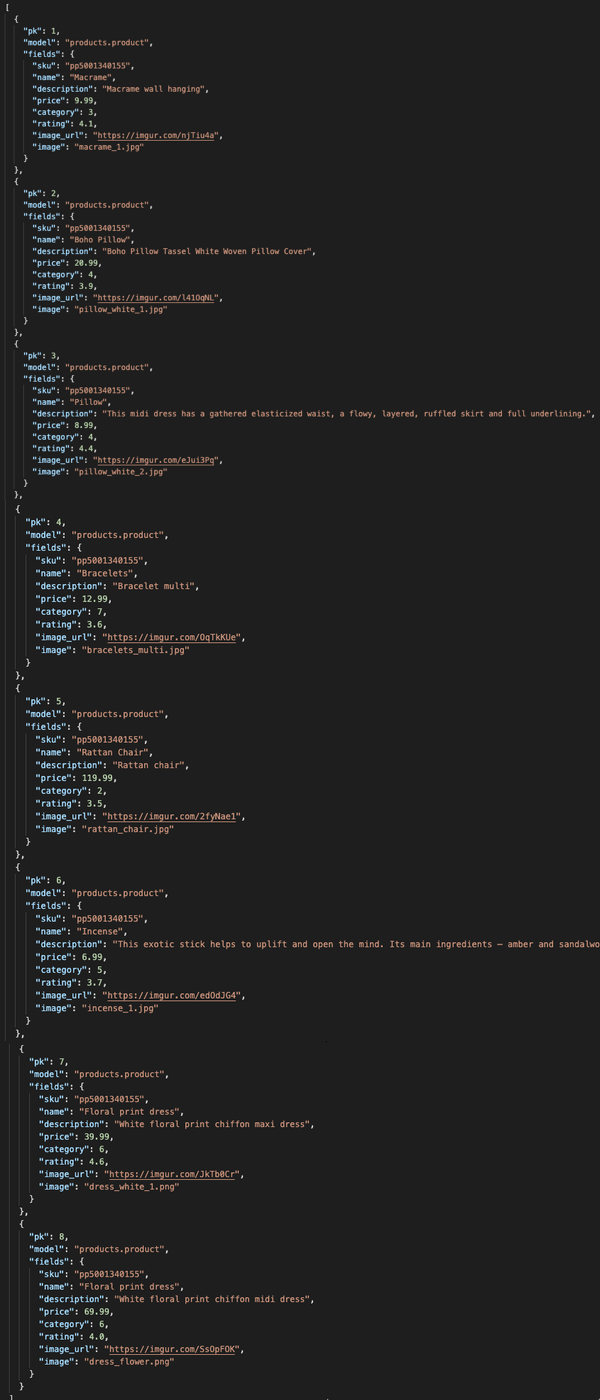 [
{
"pk": 1,
"model": "products.product",
"fields": {
"sku": "pp5001340155",
"name": "Macrame",
"description": "Macrame wall hanging",
"price": 9.99,
"category": 3,
"rating": 4.1,
"image_url": "https://imgur.com/njTiu4a",
"image": "macrame_1.jpg"
}
},
{
"pk": 2,
"model": "products.product",
"fields": {
"sku": "pp5001340155",
"name": "Boho Pillow",
"description": "Boho Pillow Tassel White Woven Pillow Cover",
"price": 20.99,
"category": 4,
"rating": 3.9,
"image_url": "https://imgur.com/l41OqNL",
"image": "pillow_white_1.jpg"
}
},
{
"pk": 3,
"model": "products.product",
"fields": {
"sku": "pp5001340155",
"name": "Pillow",
"description": "This midi dress has a gathered elasticized waist, a flowy, layered, ruffled skirt and full underlining.",
"price": 8.99,
"category": 4,
"rating": 4.4,
"image_url": "https://imgur.com/eJui3Pq",
"image": "pillow_white_2.jpg"
}
},
{
"pk": 4,
"model": "products.product",
"fields": {
"sku": "pp5001340155",
"name": "Bracelets",
"description": "Bracelet multi",
"price": 12.99,
"category": 7,
"rating": 3.6,
"image_url": "https://imgur.com/OqTkKUe",
"image": "bracelets_multi.jpg"
}
},
{
"pk": 5,
"model": "products.product",
"fields": {
"sku": "pp5001340155",
"name": "Rattan Chair",
"description": "Rattan chair",
"price": 119.99,
"category": 2,
"rating": 3.5,
"image_url": "https://imgur.com/2fyNae1",
"image": "rattan_chair.jpg"
}
},
{
"pk": 6,
"model": "products.product",
"fields": {
"sku": "pp5001340155",
"name": "Incense",
"description": "This exotic stick helps to uplift and open the mind. Its main ingredients – amber and sandalwo
"price": 6.99,
"category": 5,
"rating": 3.7,
"image_url": "https://imgur.com/edOdJG4",
"image": "incense_1.jpg"
}
},
{
"pk": 7,
"model": "products.product",
"fields": {
"sku": "pp5001340155",
"name": "Floral print dress",
"description": "White floral print chiffon maxi dress",
"price": 39.99,
"category": 6,
"rating": 4.6,
"image_url": "https://imgur.com/JkTb0Cr",
"image": "dress_white_1.png"
}
},
{
"pk": 8,
"model": "products.product",
"fields": {
"sku": "pp5001340155",
"name": "Floral print dress",
"description": "White floral print chiffon midi dress",
"price": 69.99,
"category": 6,
"rating": 4.0,
"image_url": "https://imgur.com/SsOpFOK",
"image": "dress_flower.png"
}
}